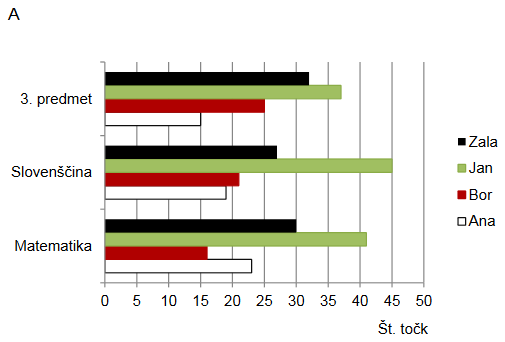 A
3. predmet
Slovenščina
Matematika
0 5 10 15 20 25 30 35 40 45 50
Št. točk
Zala
Jan
Bor
Ana